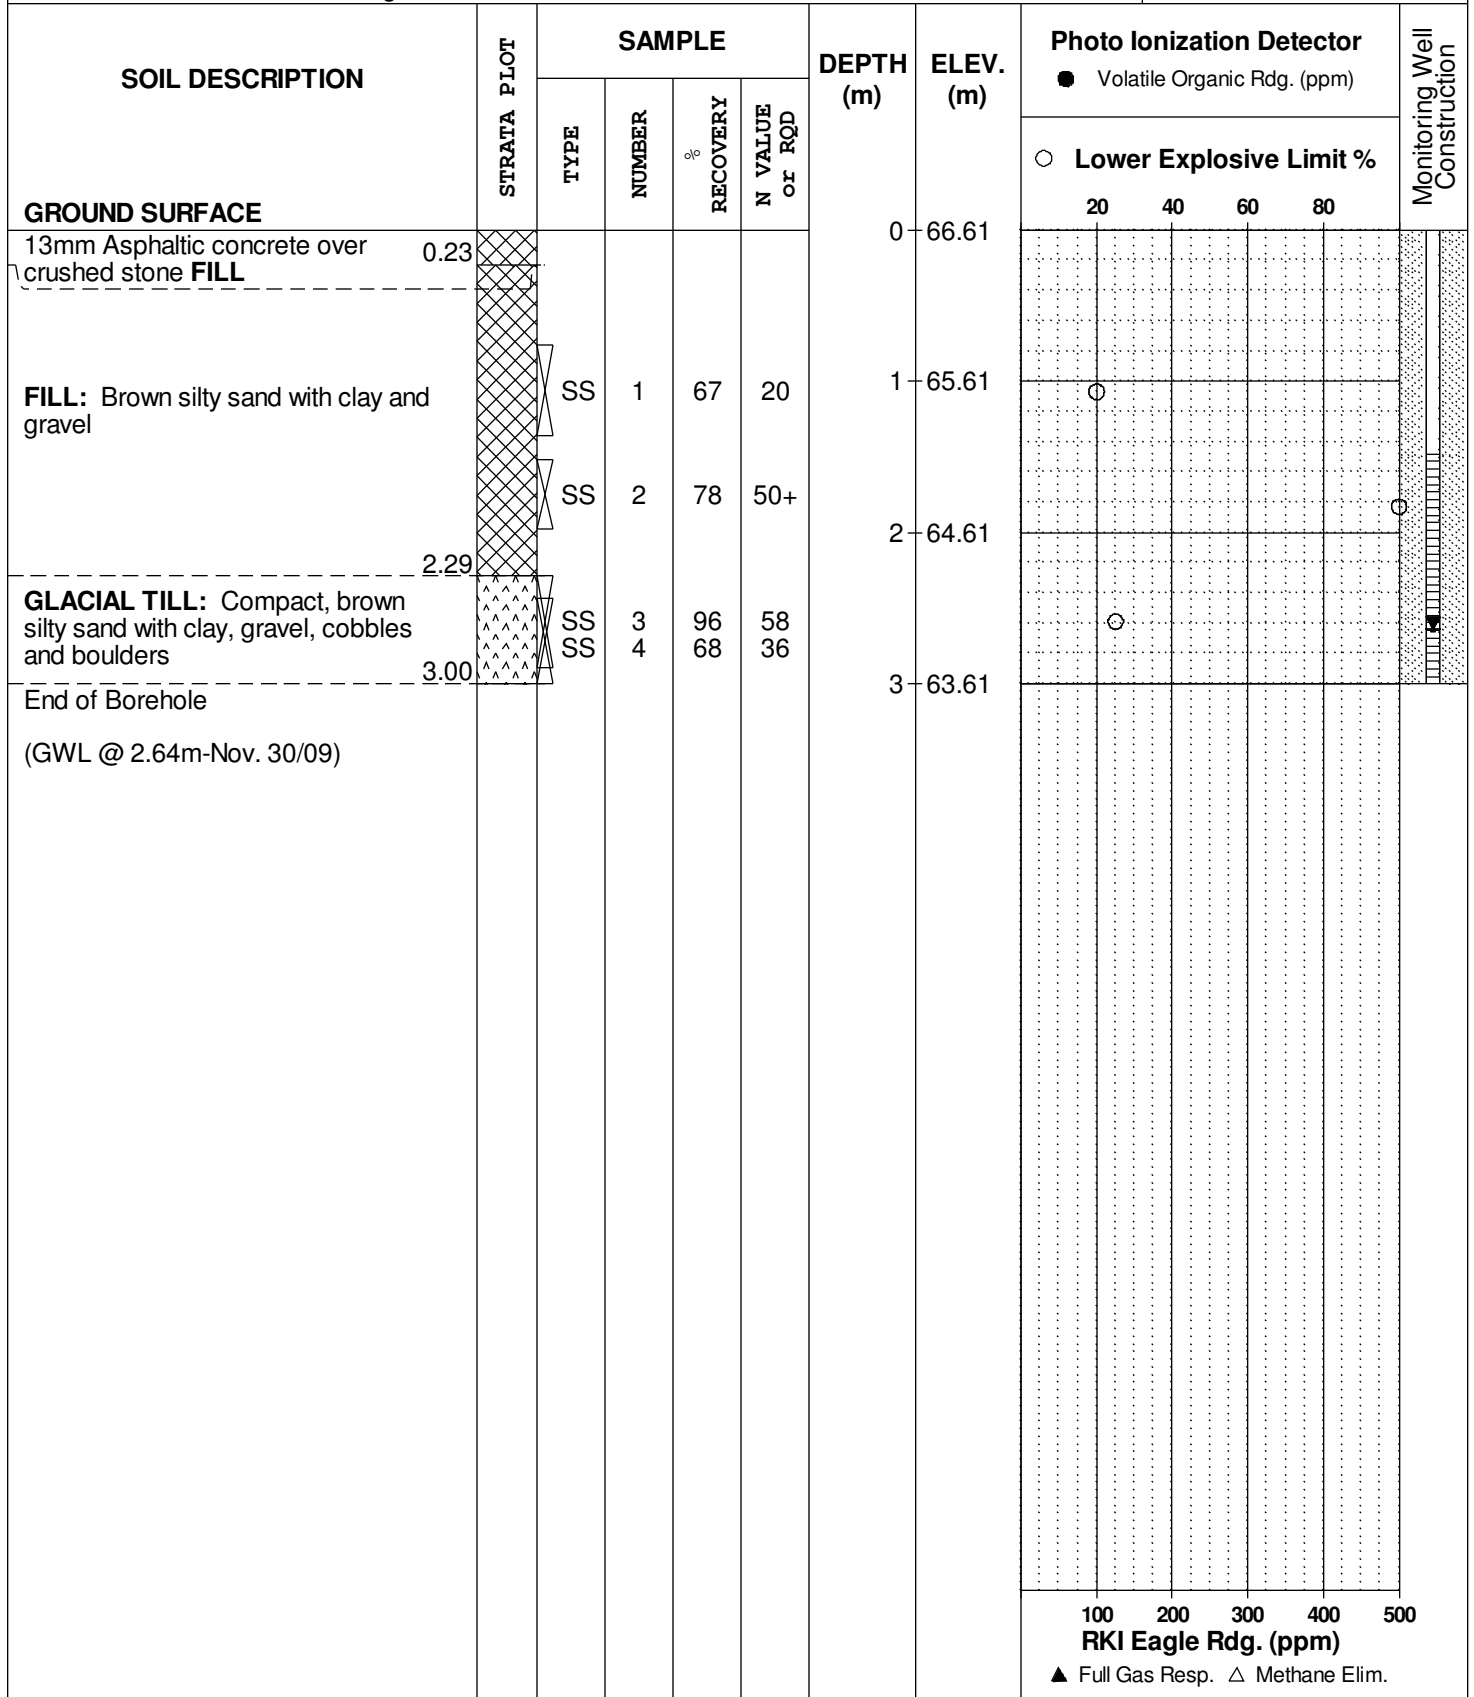 SOIL DESCRIPTION
STRATA PLOT
SAMPLE
TYPE
NUMBER
% RECOVERY
N VALUE or RQD
DEPTH (m)
ELEV. (m)
Photo Ionization Detector
● Volatile Organic Rdg. (ppm)
○ Lower Explosive Limit %
20 40 60 80
Monitoring Well Construction
GROUND SURFACE
0 66.61
13mm Asphaltic concrete over 0.23
crushed stone FILL
1 65.61
FILL: Brown silty sand with clay and SS 1 67 20
gravel
SS 2 78 50+
2 64.61
2.29
GLACIAL TILL: Compact, brown
silty sand with clay, gravel, cobbles SS 3 96 58
and boulders SS 4 68 36
3.00
3 63.61
End of Borehole
(GWL @ 2.64m-Nov. 30/09)
100 200 300 400 500
RKI Eagle Rdg. (ppm)
▲ Full Gas Resp. △ Methane Elim.